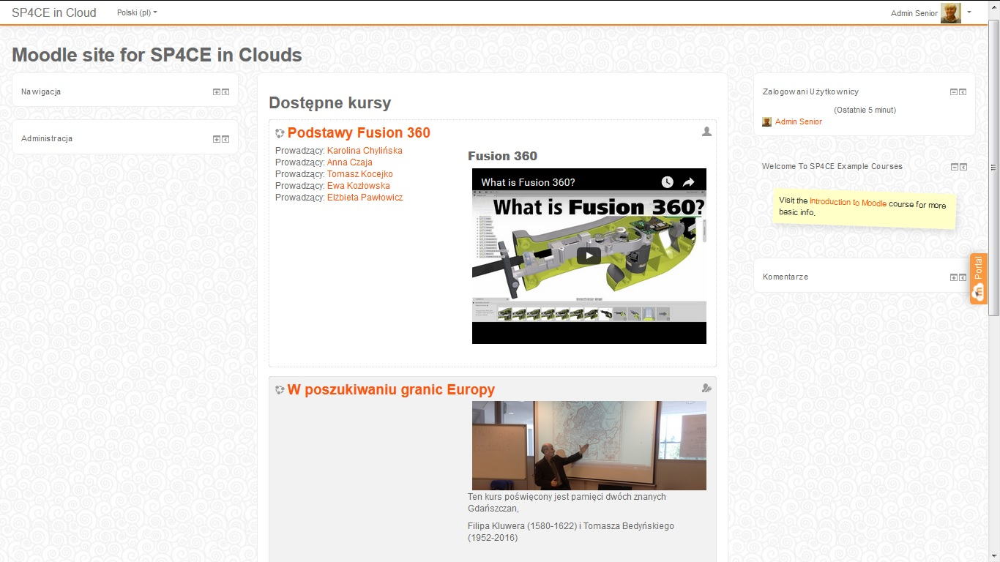 SP4CE in Cloud
Polski (pl)
Admin Senior
Moodle site for SP4CE in Clouds
Nawigacja
Administracja
Dostępne kursy
Podstawy Fusion 360
Prowadzący: Karolina Chylińska
Prowadzący: Anna Czaja
Prowadzący: Tomasz Kocejko
Prowadzący: Ewa Kozłowska
Prowadzący: Elżbieta Pawłowicz
Fusion 360
What is Fusion 360?
What is Fusion 360?
W poszukiwaniu granic Europy
Ten kurs poświęcony jest pamięci dwóch znanych
Gdańszczan,
Filipa Kluwera (1580-1622) i Tomasza Bedyńskiego
(1952-2016)
Zalogowani Użytkownicy
(Ostatnie 5 minut)
Admin Senior
Welcome To SP4CE Example Courses
Visit the Introduction to Moodle course for more
basic info.
Komentarze
Portal